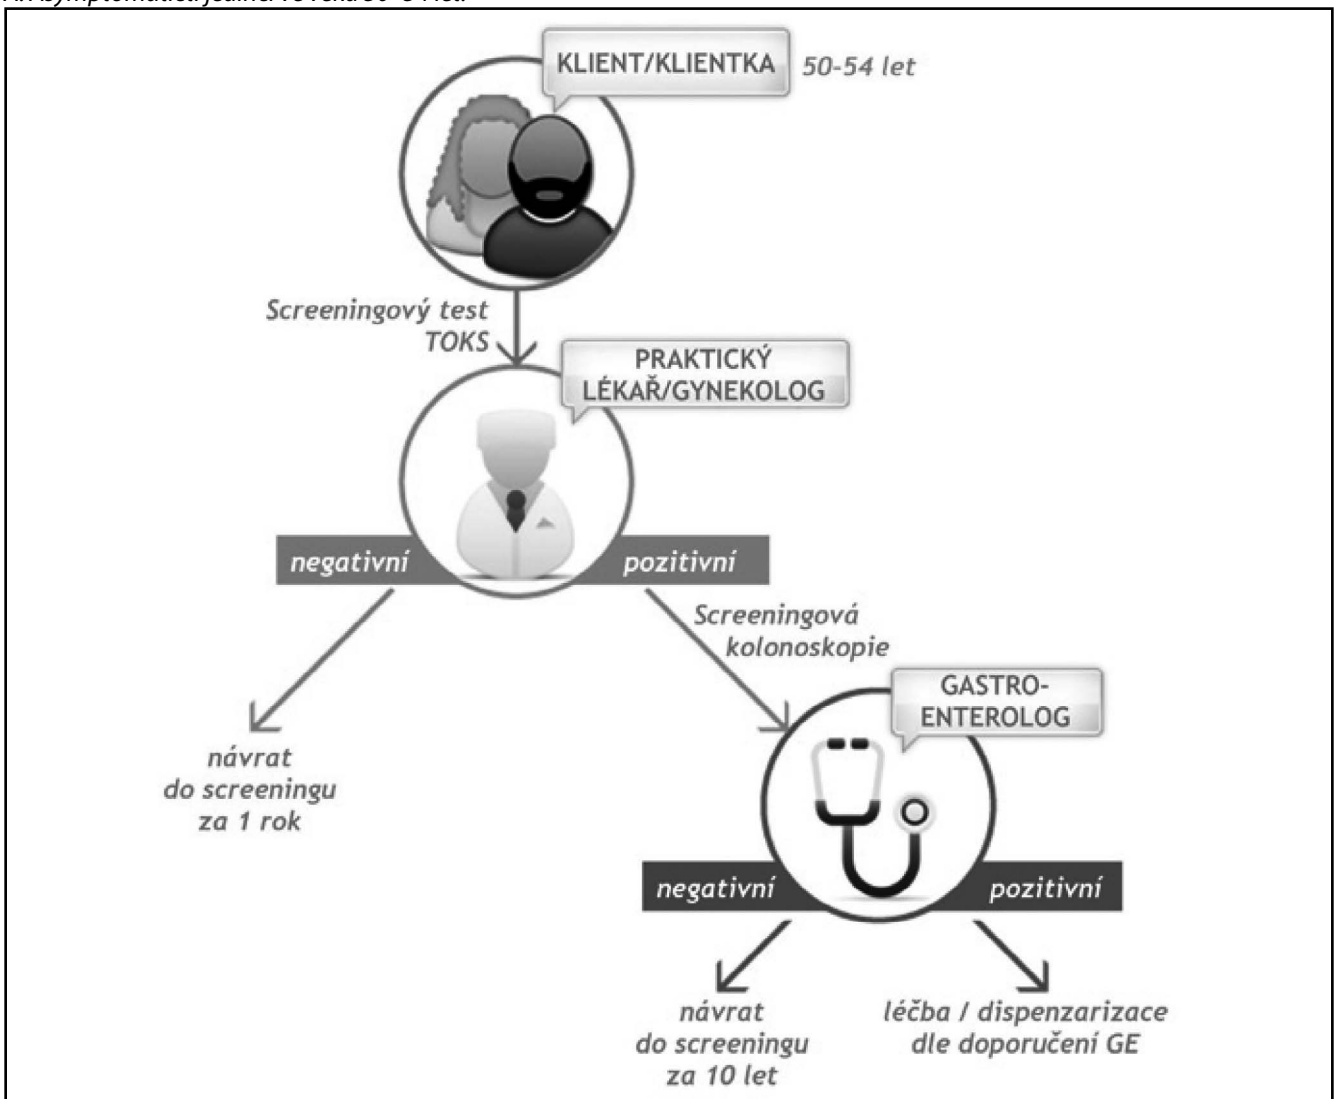 KLIENT/KLIENTKA
50–54 let
Screeningový test
TOKS
PRAKTICKÝ
LÉKAŘ/GYNEKOLOG
negativní
pozitivní
Screeningová
kolonoskopie
GASTRO-
ENTEROLOG
návrat
do screeningu
za 1 rok
negativní
pozitivní
návrat
do screeningu
za 10 let
léčba / dispenzarizace
dle doporučení GE